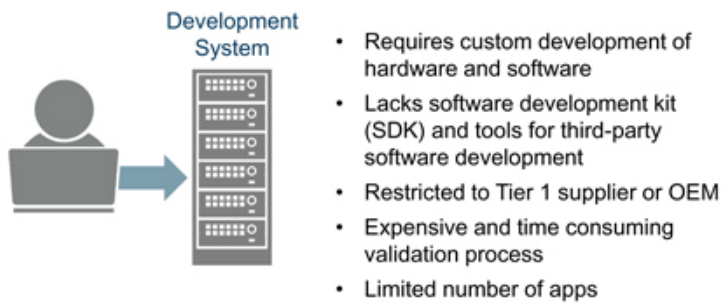 Development
System
• Requires custom development of
hardware and software
• Lacks software development kit
(SDK) and tools for third-party
software development
• Restricted to Tier 1 supplier or OEM
• Expensive and time consuming
validation process
• Limited number of apps